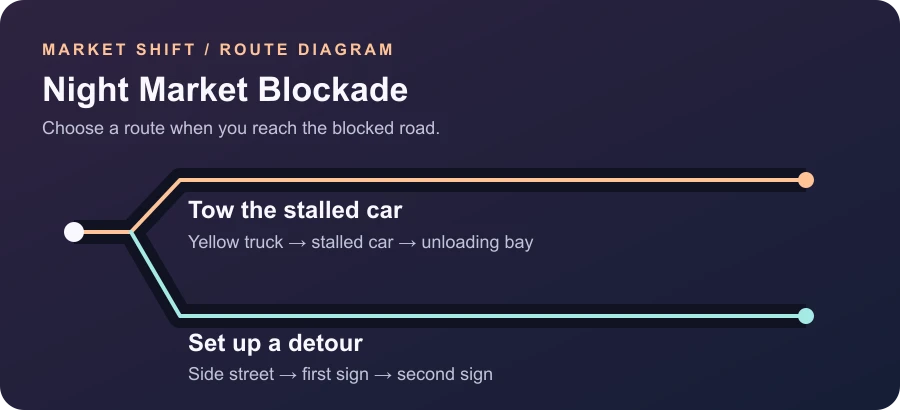 MARKET SHIFT / ROUTE DIAGRAM
Night Market Blockade
Choose a route when you reach the blocked road.
Tow the stalled car
Yellow truck → stalled car → unloading bay
Set up a detour
Side street → first sign → second sign